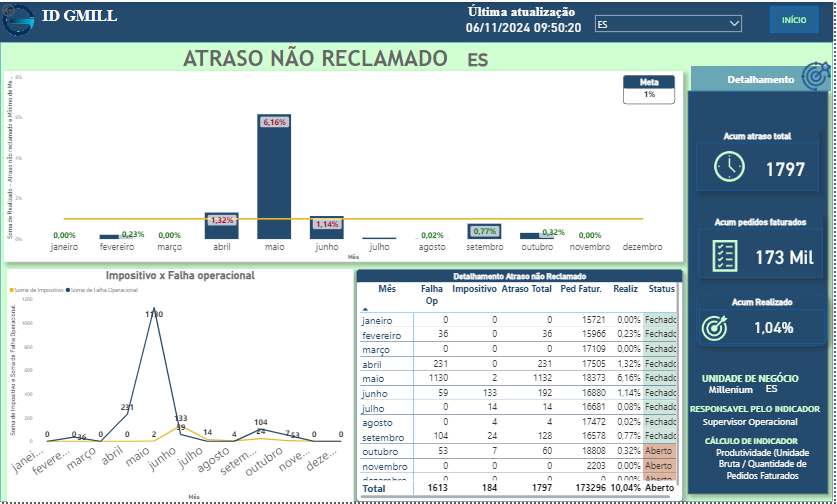 ID GMILL
Última atualização
06/11/2024 09:50:20
ES
INÍCIO
ATRASO NÃO RECLAMADO ES
Meta
1%
8%
6%
4%
2%
0%
0,00%
0,23%
0,00%
1,32%
6,16%
1,14%
0,02%
0,77%
0,32%
0,00%
janeiro fevereiro março abril maio junho julho agosto setembro outubro novembro dezembro
Mês
Soma de Realizado - Atraso não reclamado e Mínimo de Me...
Impositivo x Falha operacional
Soma de Impositivo Soma de Falha Operacional
Soma de Impositivo e Soma de Falha Operacional
1200
1000
800
600
400
200
0
0 0 36 0 0 231 0 1130 2 133 59 14 0 4 0 104 24 7 53 0 0
janei... fevere... março abril maio junho julho agosto setem... outubro nove... deze...
Mês
Detalhamento Atraso não Reclamado
Mês Falha Op Impositivo Atraso Total Ped Fatur. Realiz Status
janeiro 0 0 0 15721 0,00% Fechado
fevereiro 36 0 36 15966 0,23% Fechado
março 0 0 0 17109 0,00% Fechado
abril 231 0 231 17505 1,32% Fechado
maio 1130 2 1132 18373 6,16% Fechado
junho 59 133 192 16880 1,14% Fechado
julho 0 14 14 16681 0,08% Fechado
agosto 0 4 4 17472 0,02% Fechado
setembro 104 24 128 16578 0,77% Fechado
outubro 53 7 60 18808 0,32% Aberto
novembro 0 0 0 2203 0,00% Aberto
dezembro 0 0 0 0,00% Aberto
Total 1613 184 1797 173296 10,04% Aberto
Detalhamento
Acum atraso total
1797
Acum pedidos faturados
173 Mil
Acum Realizado
1,04%
UNIDADE DE NEGÓCIO
Millenium ES
RESPONSAVEL PELO INDICADOR
Supervisor Operacional
CÁLCULO DE INDICADOR
Produtividade (Unidade
Bruta / Quantidade de
Pedidos Faturados